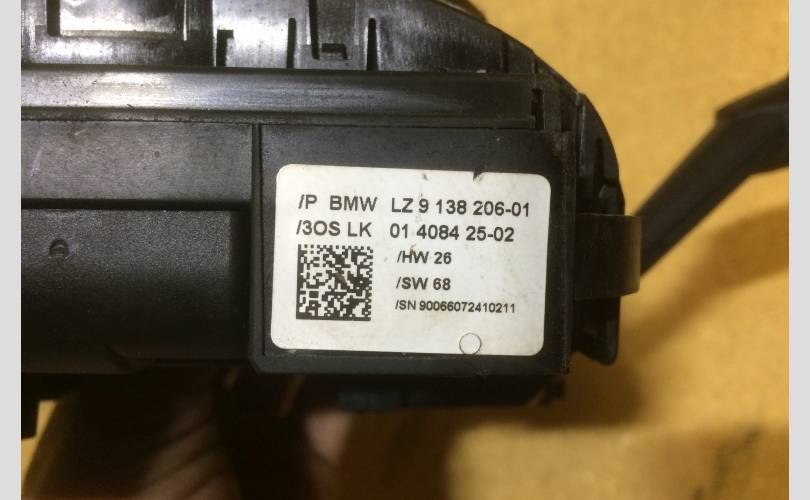 /P BMW LZ 9 138 206-01
/3OS LK 01 4084 25-02
/HW 26
/SW 68
/SN 90066072410211